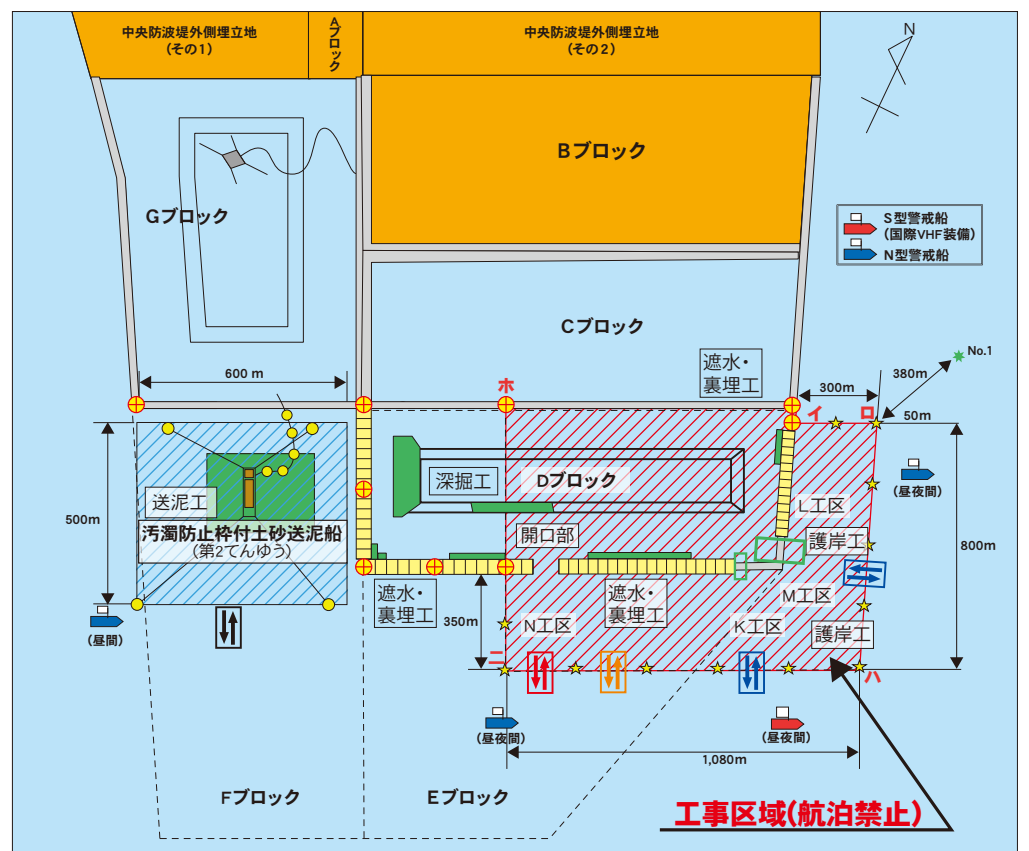 中央防波堤外側埋立地
(その1)
Aブロック
中央防波堤外側埋立地
(その2)
N
Bブロック
Gブロック
S型警戒船
(国際VHF装備)
N型警戒船
Cブロック
遮水・
裏埋工
No.1
380m
600 m
300m
50m
ホ
イ
ロ
深掘工
Dブロック
送泥工
500m
汚濁防止枠付土砂送泥船
(第2てんゆう)
開口部
L工区
護岸工
(昼夜間)
800m
遮水・
裏埋工
遮水・
裏埋工
M工区
350m
N工区
K工区
護岸工
(昼間)
ニ
ハ
(昼夜間)
(昼夜間)
1,080m
Fブロック
Eブロック
工事区域(航泊禁止)